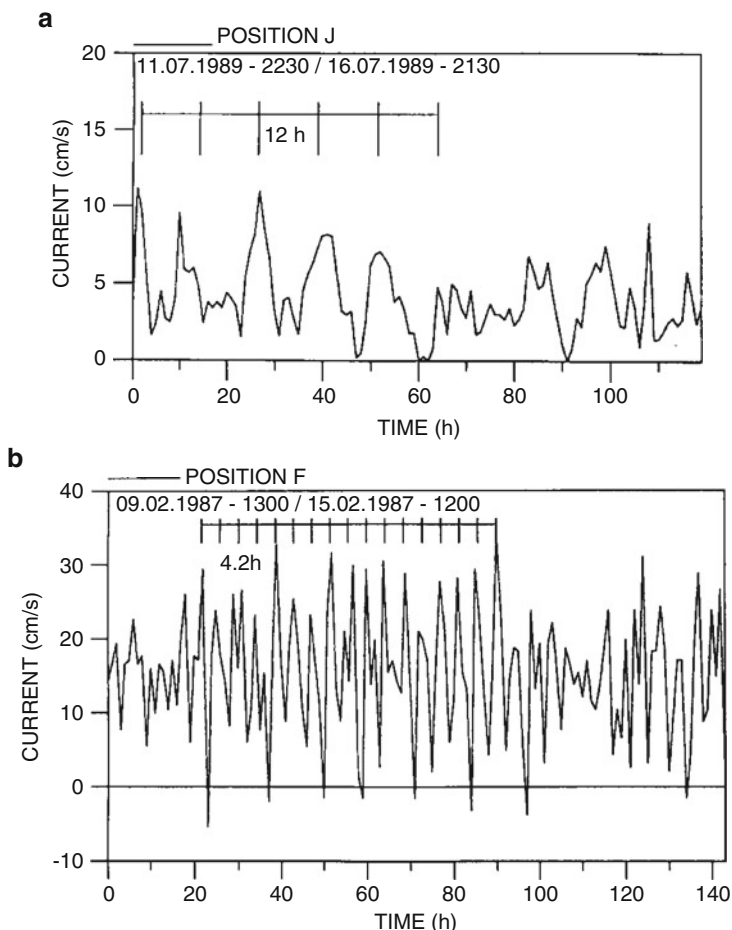 a
POSITION J
11.07.1989 - 2230 / 16.07.1989 - 2130
12 h
20
15
10
5
0
CURRENT (cm/s)
0 20 40 60 80 100
TIME (h)
b
POSITION F
09.02.1987 - 1300 / 15.02.1987 - 1200
4.2h
40
30
20
10
0
-10
CURRENT (cm/s)
0 20 40 60 80 100 120 140
TIME (h)